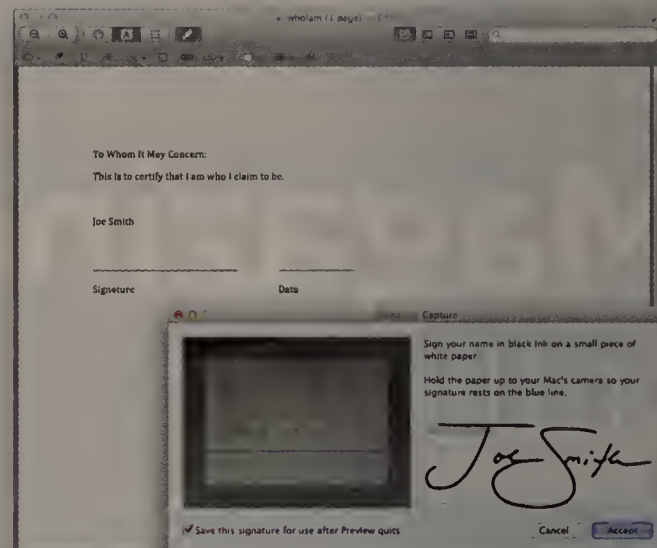 whoIam (1 page)
To Whom It May Concern:
This is to certify that I am who I claim to be.
Joe Smith
Signature Date
Capture
Sign your name in black ink on a small piece of
white paper
Hold the paper up to your Mac's camera so your
signature rests on the blue line.
Joe Smith
Save this signature for use after Preview quits
Cancel Accept